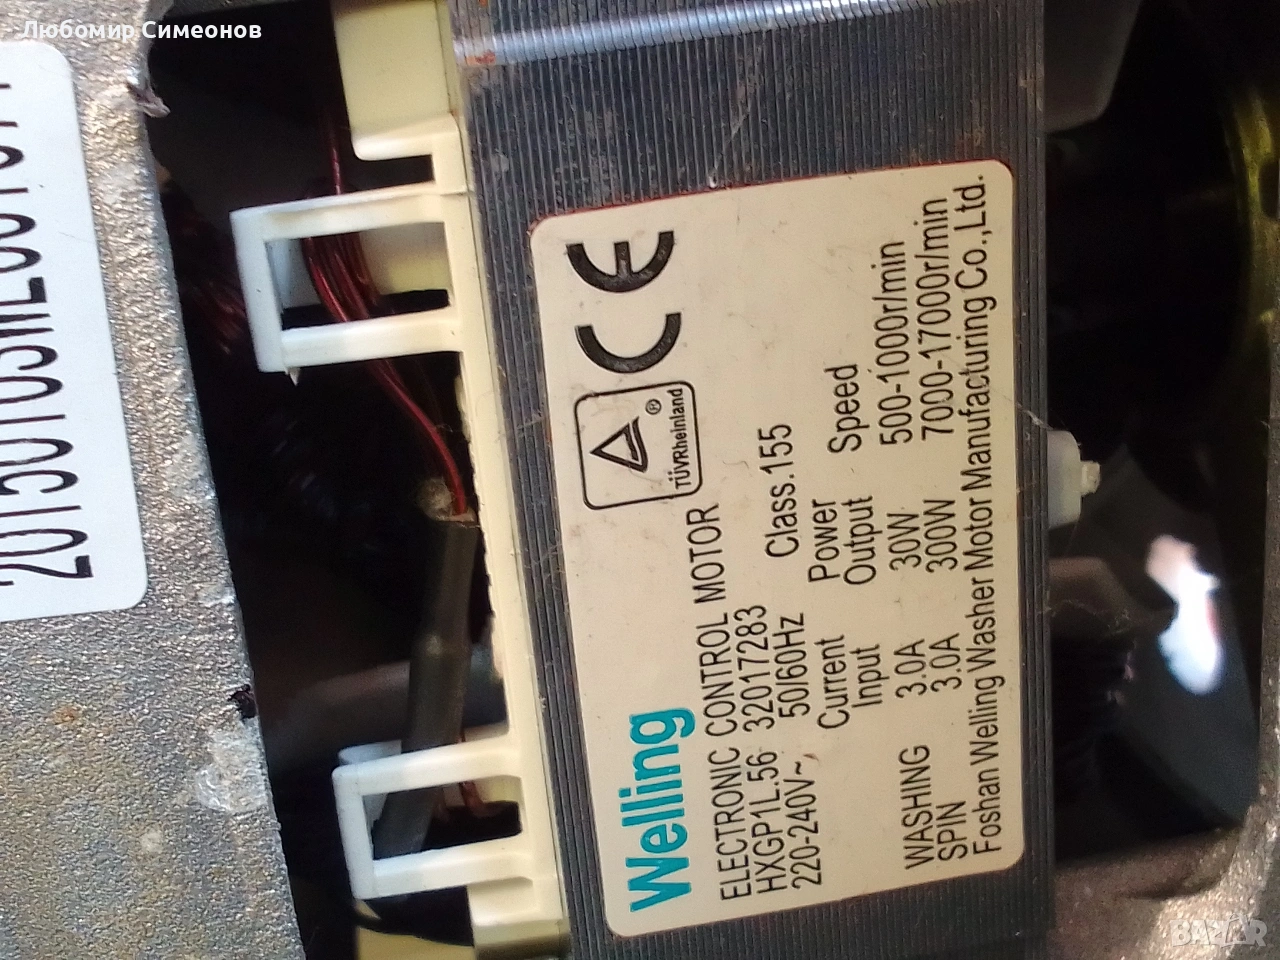 Любомир Симеонов
Welling
ELECTRONIC CONTROL MOTOR
HXGP1L.56 32017283
220-240V~ 50/60Hz Class.155
TÜVRheinland
®
CE
Current Input Power Output Speed
WASHING 3.0A 30W 500-1000r/min
SPIN 3.0A 300W 7000-17000r/min
Foshan Welling Washer Motor Manufacturing Co.,Ltd.
BAZAR